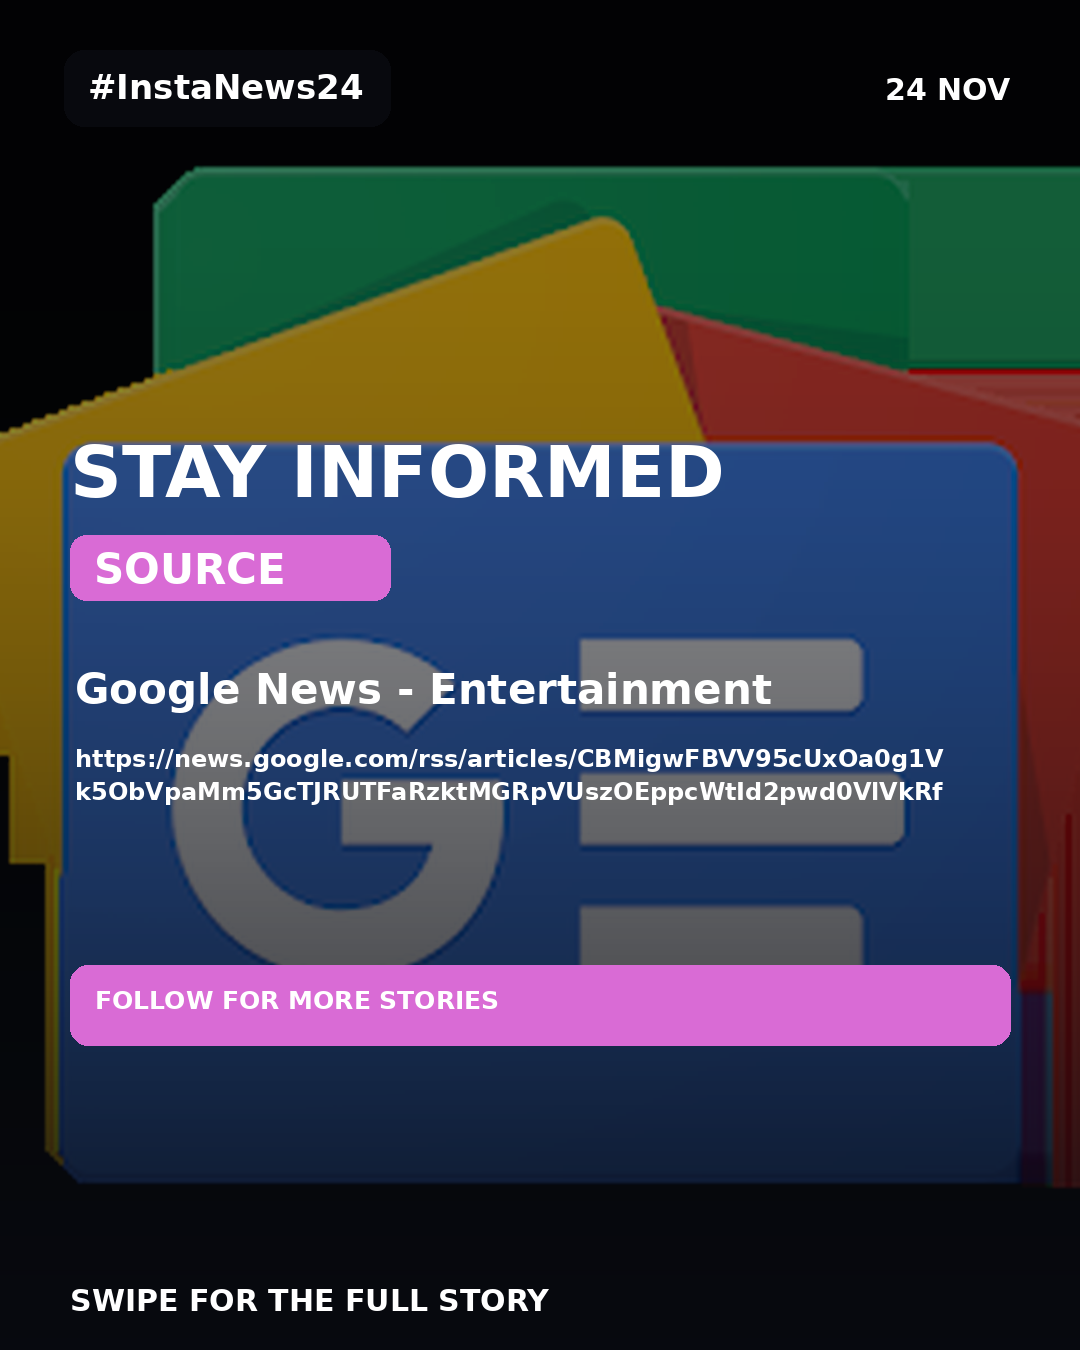 #InstaNews24
24 NOV
STAY INFORMED
SOURCE
Google News - Entertainment
https://news.google.com/rss/articles/CBMigwFBVV95cUxOa0g1V
k5ObVpaMm5GcTJRUTFaRzktMGRpVUszOEppcWtId2pwd0VIVkRf
FOLLOW FOR MORE STORIES
SWIPE FOR THE FULL STORY